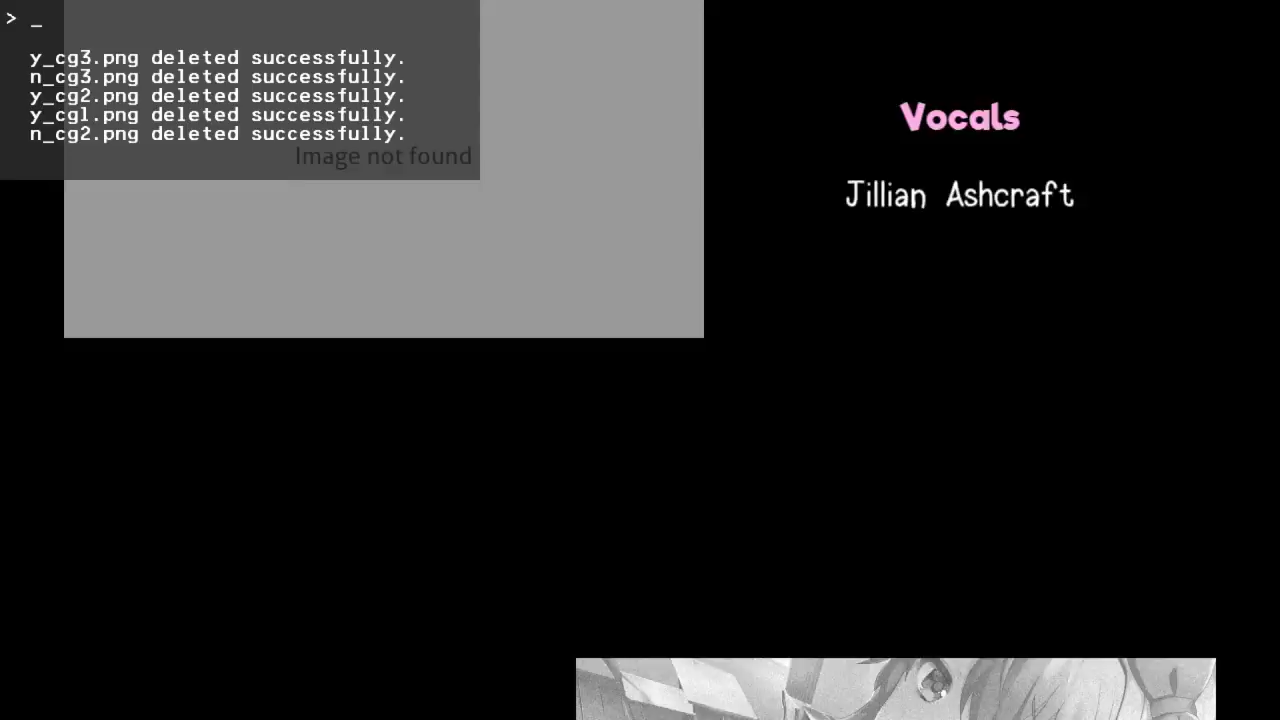 > _
y_cg3.png deleted successfully.
n_cg3.png deleted successfully.
y_cg2.png deleted successfully.
y_cg1.png deleted successfully.
n_cg2.png deleted successfully.
Image not found
Vocals
Jillian Ashcraft